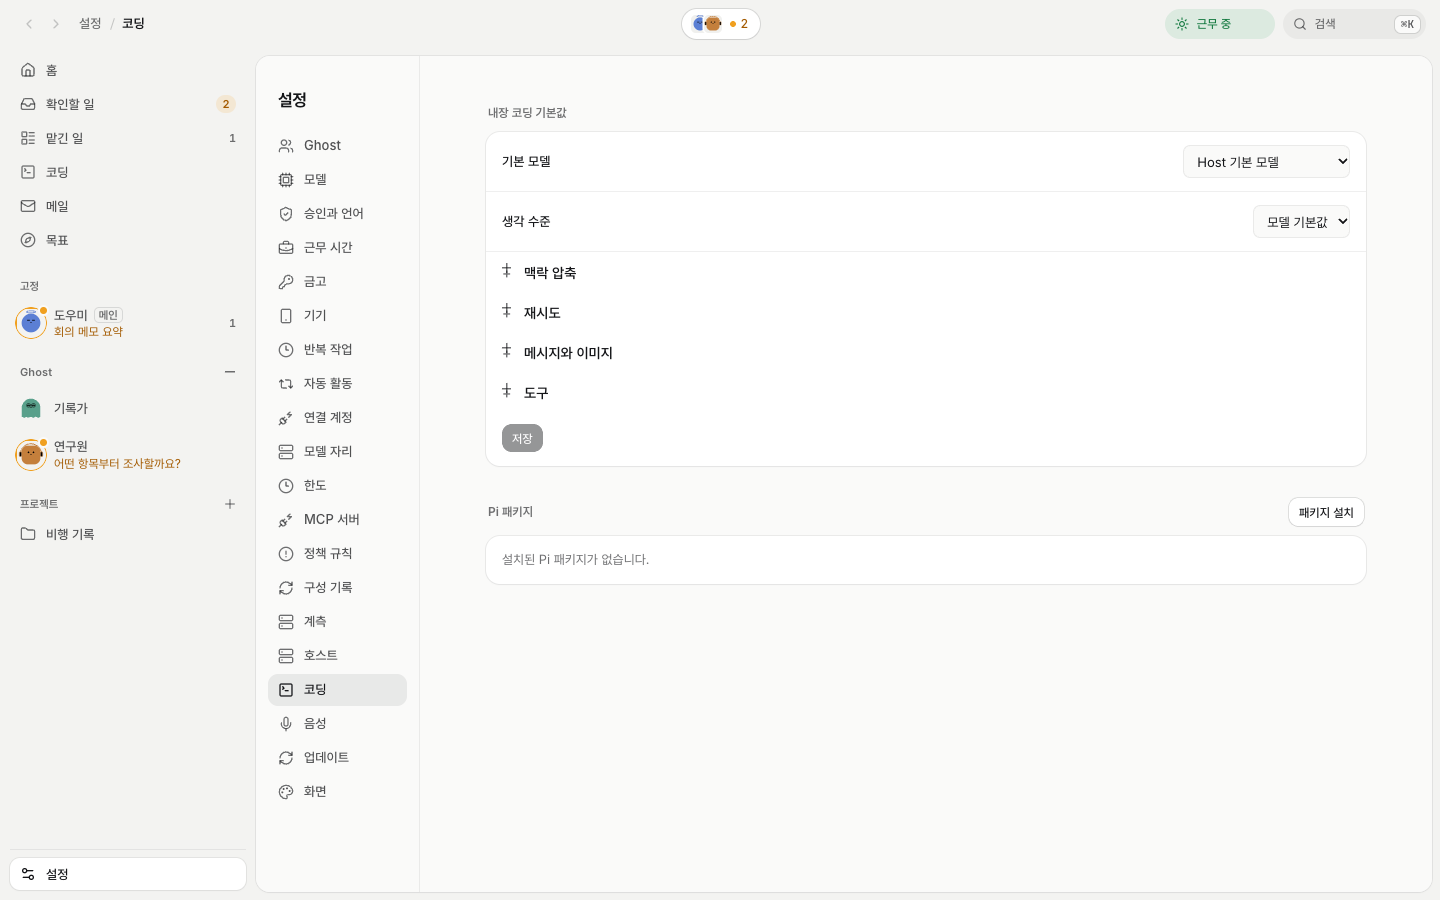 설정 / 코딩
2
근무 중
검색
⌘K
홈
확인할 일
2
맡긴 일
1
코딩
메일
목표
고정
도우미 메인
회의 메모 요약
1
Ghost
기록가
연구원
어떤 항목부터 조사할까요?
프로젝트
비행 기록
설정
설정
Ghost
모델
승인과 언어
근무 시간
금고
기기
반복 작업
자동 활동
연결 계정
모델 자리
한도
MCP 서버
정책 규칙
구성 기록
계측
호스트
코딩
음성
업데이트
화면
내장 코딩 기본값
기본 모델
Host 기본 모델
생각 수준
모델 기본값
맥락 압축
재시도
메시지와 이미지
도구
저장
Pi 패키지
패키지 설치
설치된 Pi 패키지가 없습니다.